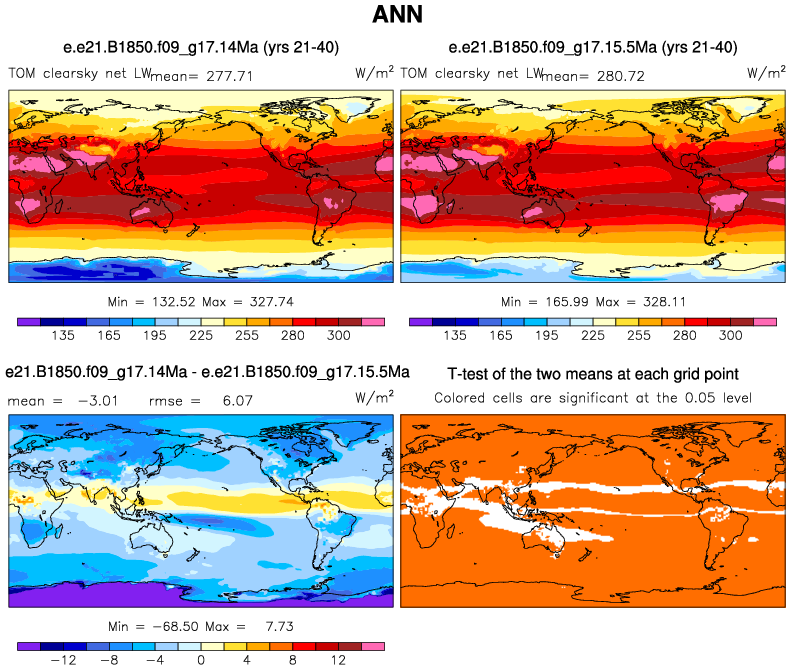 ANN
e.e21.B1850.f09_g17.14Ma (yrs 21-40)
TOM clearsky net LW mean= 277.71 W/m²
Min = 132.52 Max = 327.74
135 165 195 225 255 280 300
e.e21.B1850.f09_g17.15.5Ma (yrs 21-40)
TOM clearsky net LW mean= 280.72 W/m²
Min = 165.99 Max = 328.11
135 165 195 225 255 280 300
e21.B1850.f09_g17.14Ma - e.e21.B1850.f09_g17.15.5Ma
mean = -3.01 rmse = 6.07 W/m²
Min = -68.50 Max = 7.73
-12 -8 -4 0 4 8 12
T-test of the two means at each grid point
Colored cells are significant at the 0.05 level